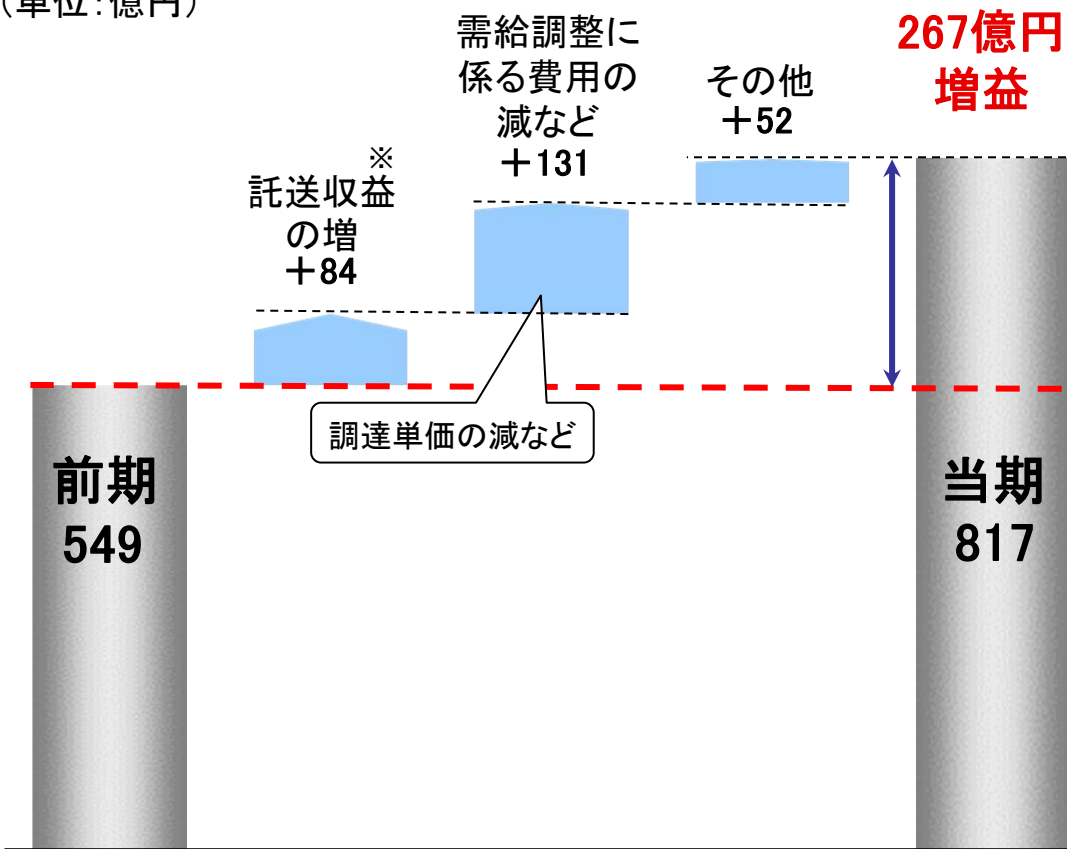 （単位：億円）
267億円
増益
需給調整に
係る費用の
減など
＋131
その他
＋52
※
託送収益
の増
＋84
調達単価の減など
前期
549
当期
817